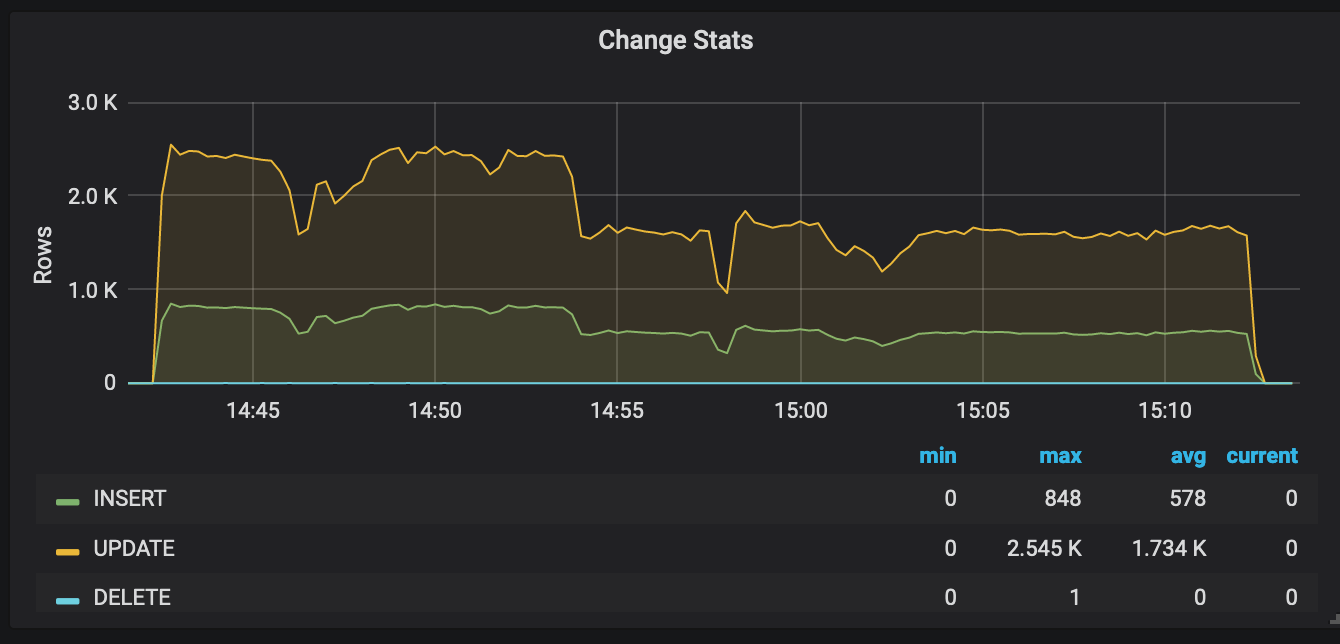 Change Stats
3.0 K
2.0 K
1.0 K
0
Rows
14:45 14:50 14:55 15:00 15:05 15:10
min max avg current
INSERT 0 848 578 0
UPDATE 0 2.545 K 1.734 K 0
DELETE 0 1 0 0